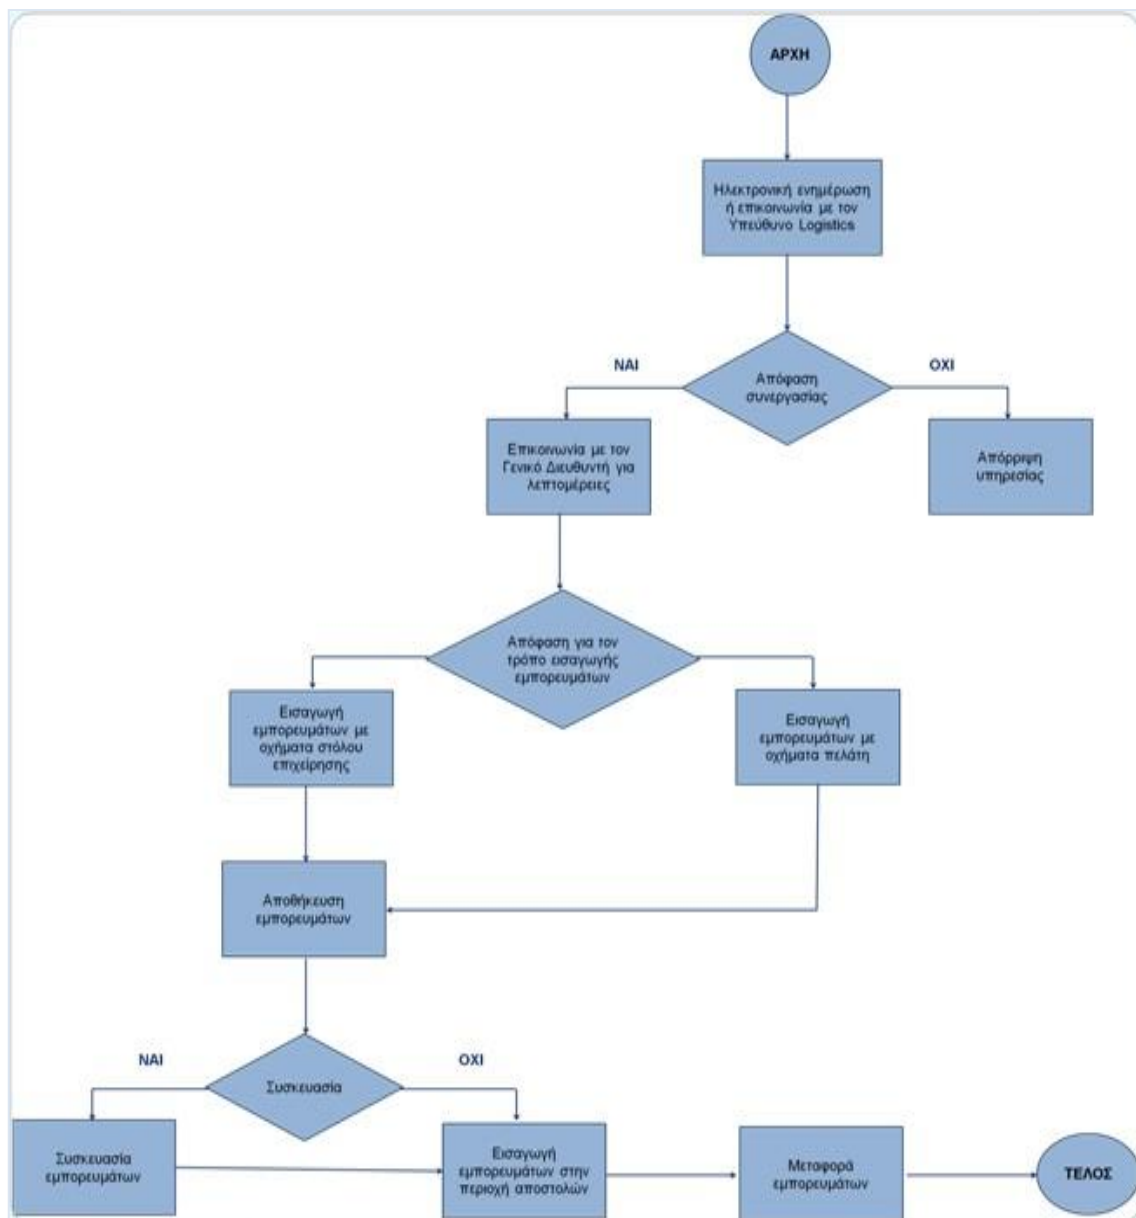 ΑΡΧΗ
Ηλεκτρονική ενημέρωση
ή επικοινωνία με τον
Υπεύθυνο Logistics
ΝΑΙ
ΟΧΙ
Απόφαση
συνεργασίας
Επικοινωνία με τον
Γενικό Διευθυντή για
λεπτομέρειες
Απόρριψη
υπηρεσίας
Απόφαση για τον
τρόπο εισαγωγής
εμπορευμάτων
Εισαγωγή
εμπορευμάτων με
οχήματα στόλου
επιχείρησης
Εισαγωγή
εμπορευμάτων με
οχήματα πελάτη
Αποθήκευση
εμπορευμάτων
ΝΑΙ
ΟΧΙ
Συσκευασία
Συσκευασία
εμπορευμάτων
Εισαγωγή
εμπορευμάτων στην
περιοχή αποστολών
Μεταφορά
εμπορευμάτων
ΤΕΛΟΣ